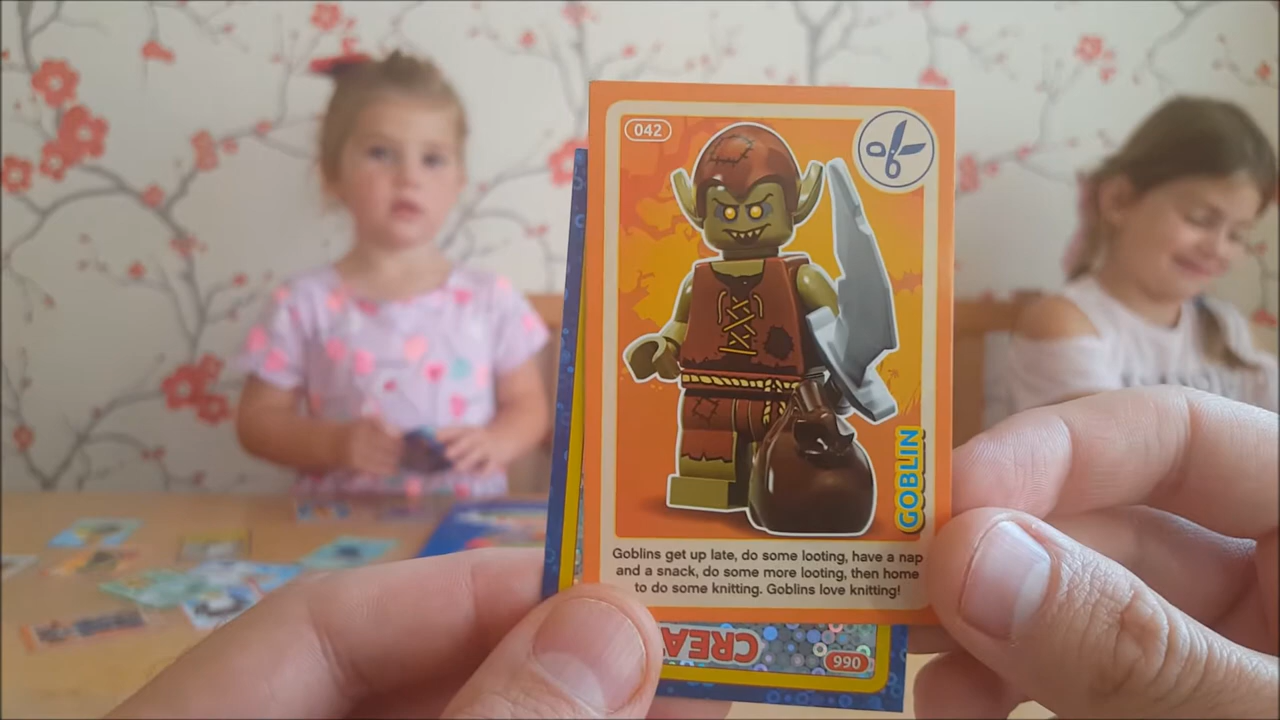 042
GOBLIN
Goblins get up late, do some looting, have a nap
and a snack, do some more looting, then home
to do some knitting. Goblins love knitting!
CREA
990